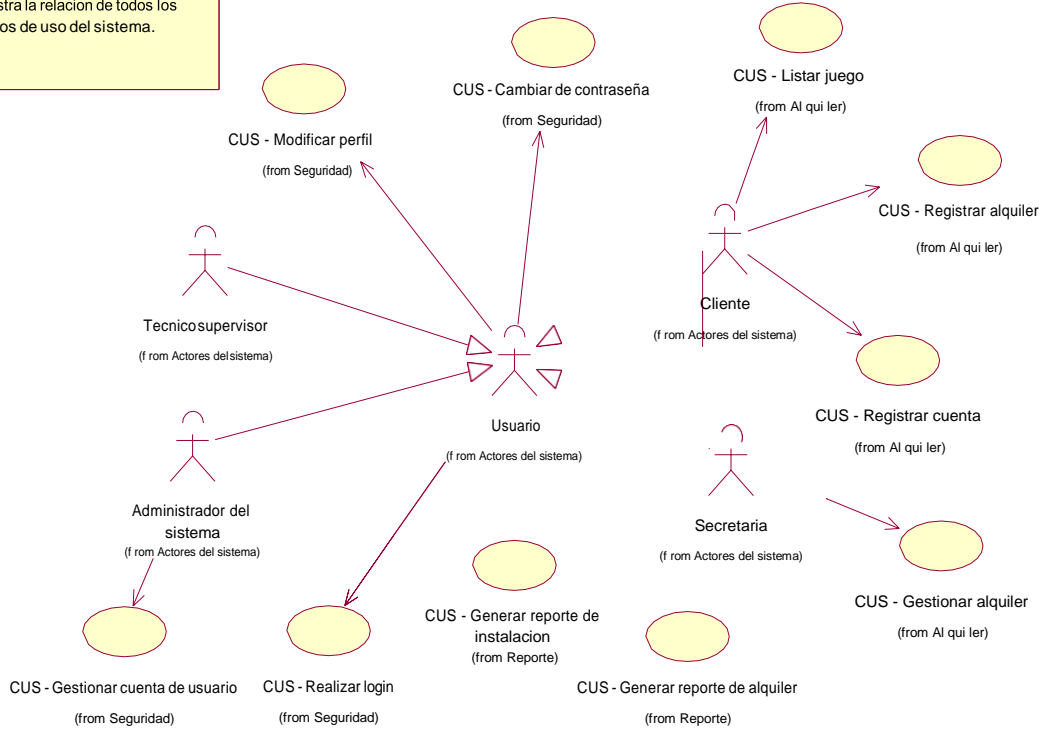 la relacion de todos los
os de uso del sistema.
CUS - Listar juego
(from Al qui ler)
CUS - Cambiar de contraseña
(from Seguridad)
CUS - Modificar perfil
(from Seguridad)
CUS - Registrar alquiler
(from Al qui ler)
Cliente
(f rom Actores del sistema)
Tecnico supervisor
(f rom Actores del sistema)
CUS - Registrar cuenta
(from Al qui ler)
Usuario
(f rom Actores del sistema)
Administrador del
sistema
(f rom Actores del sistema)
Secretaria
(f rom Actores del sistema)
CUS - Gestionar alquiler
(from Al qui ler)
CUS - Generar reporte de
instalacion
(from Reporte)
CUS - Gestionar cuenta de usuario
(from Seguridad)
CUS - Realizar login
(from Seguridad)
CUS - Generar reporte de alquiler
(from Reporte)